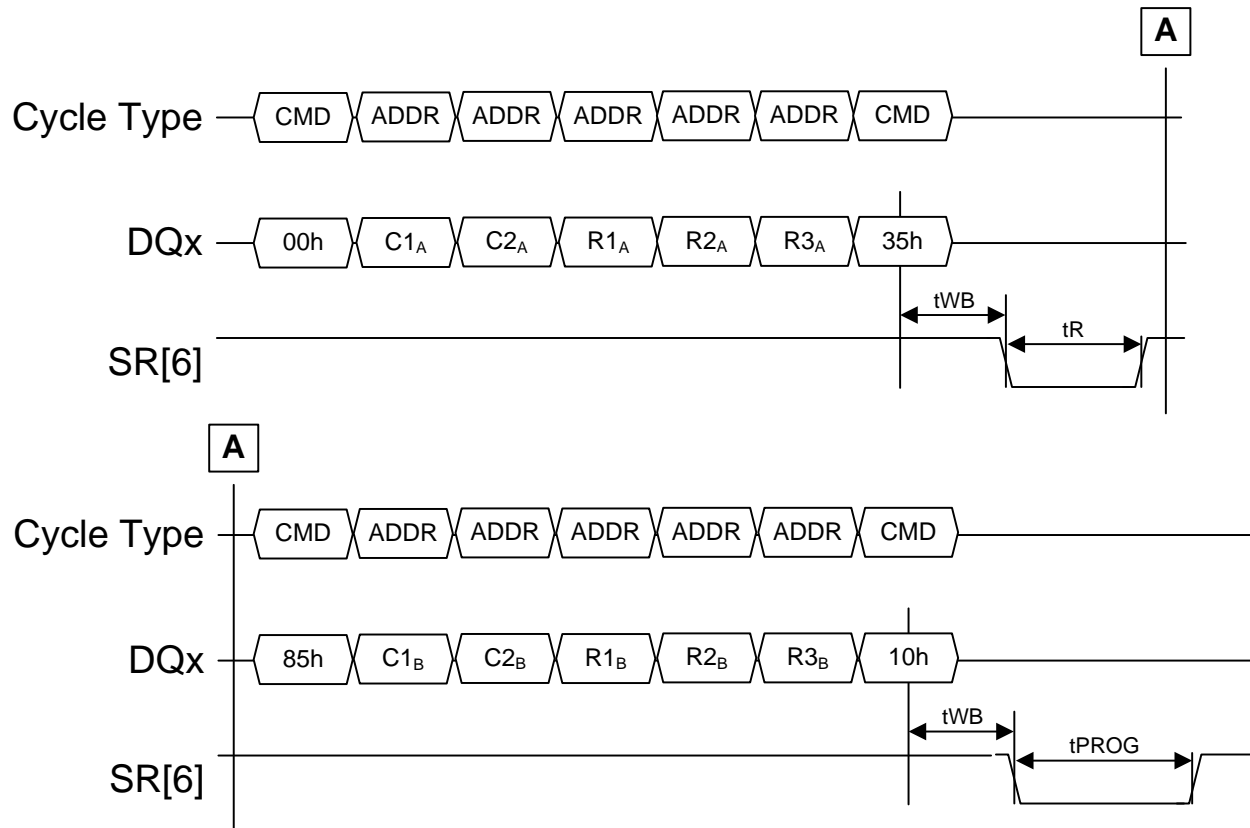 A
Cycle Type CMD ADDR ADDR ADDR ADDR ADDR CMD
DQx 00h C1A C2A R1A R2A R3A 35h
tWB
tR
SR[6]
A
Cycle Type CMD ADDR ADDR ADDR ADDR ADDR CMD
DQx 85h C1B C2B R1B R2B R3B 10h
tWB
tPROG
SR[6]